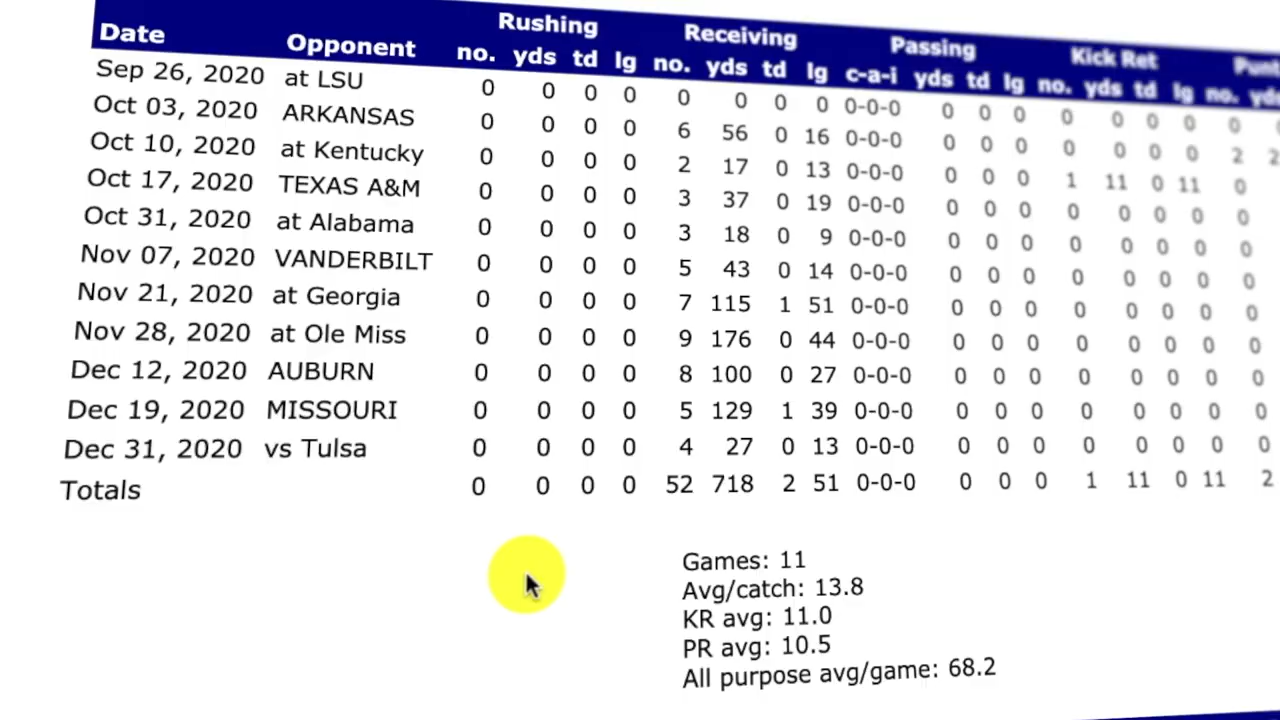 Rushing Receiving Passing Kick Ret Punt
Date Opponent no. yds td lg no. yds td lg c-a-i yds td lg no. yds td lg no. yds
Sep 26, 2020 at LSU 0 0 0 0 0 0 0 0 0-0-0 0 0 0 0 0 0 0 0
Oct 03, 2020 ARKANSAS 0 0 0 0 6 56 0 16 0-0-0 0 0 0 0 0 0 0 2 2
Oct 10, 2020 at Kentucky 0 0 0 0 2 17 0 13 0-0-0 0 0 0 1 11 0 11 0
Oct 17, 2020 TEXAS A&M 0 0 0 0 3 37 0 19 0-0-0 0 0 0 0 0 0 0 0
Oct 31, 2020 at Alabama 0 0 0 0 3 18 0 9 0-0-0 0 0 0 0 0 0 0 0
Nov 07, 2020 VANDERBILT 0 0 0 0 5 43 0 14 0-0-0 0 0 0 0 0 0 0 0
Nov 21, 2020 at Georgia 0 0 0 0 7 115 1 51 0-0-0 0 0 0 0 0 0 0 0
Nov 28, 2020 at Ole Miss 0 0 0 0 9 176 0 44 0-0-0 0 0 0 0 0 0 0 0
Dec 12, 2020 AUBURN 0 0 0 0 8 100 0 27 0-0-0 0 0 0 0 0 0 0 0
Dec 19, 2020 MISSOURI 0 0 0 0 5 129 1 39 0-0-0 0 0 0 0 0 0 0 0
Dec 31, 2020 vs Tulsa 0 0 0 0 4 27 0 13 0-0-0 0 0 0 0 0 0 0 0
Totals 0 0 0 0 52 718 2 51 0-0-0 0 0 0 1 11 0 11 2
Games: 11
Avg/catch: 13.8
KR avg: 11.0
PR avg: 10.5
All purpose avg/game: 68.2